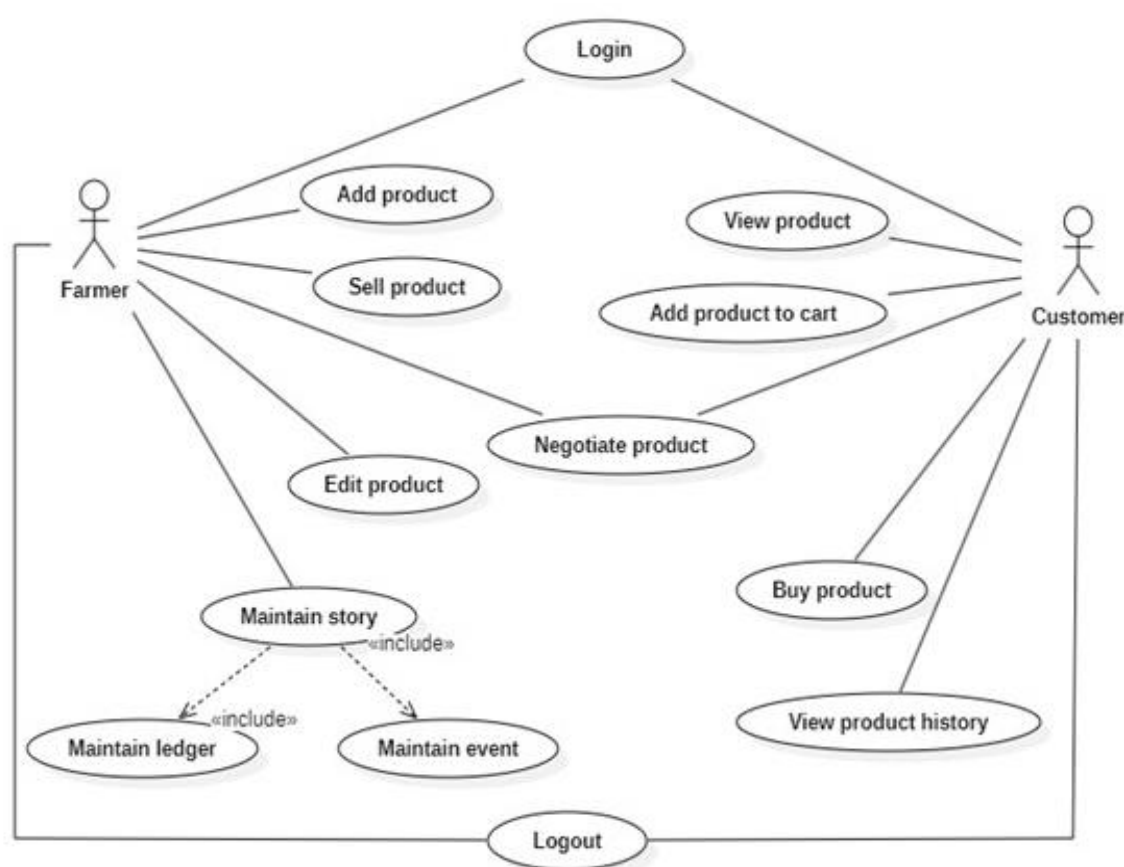 Login
Add product
View product
Farmer
Sell product
Add product to cart
Customer
Negotiate product
Edit product
Buy product
Maintain story
«include»
«include»
View product history
Maintain ledger
Maintain event
Logout